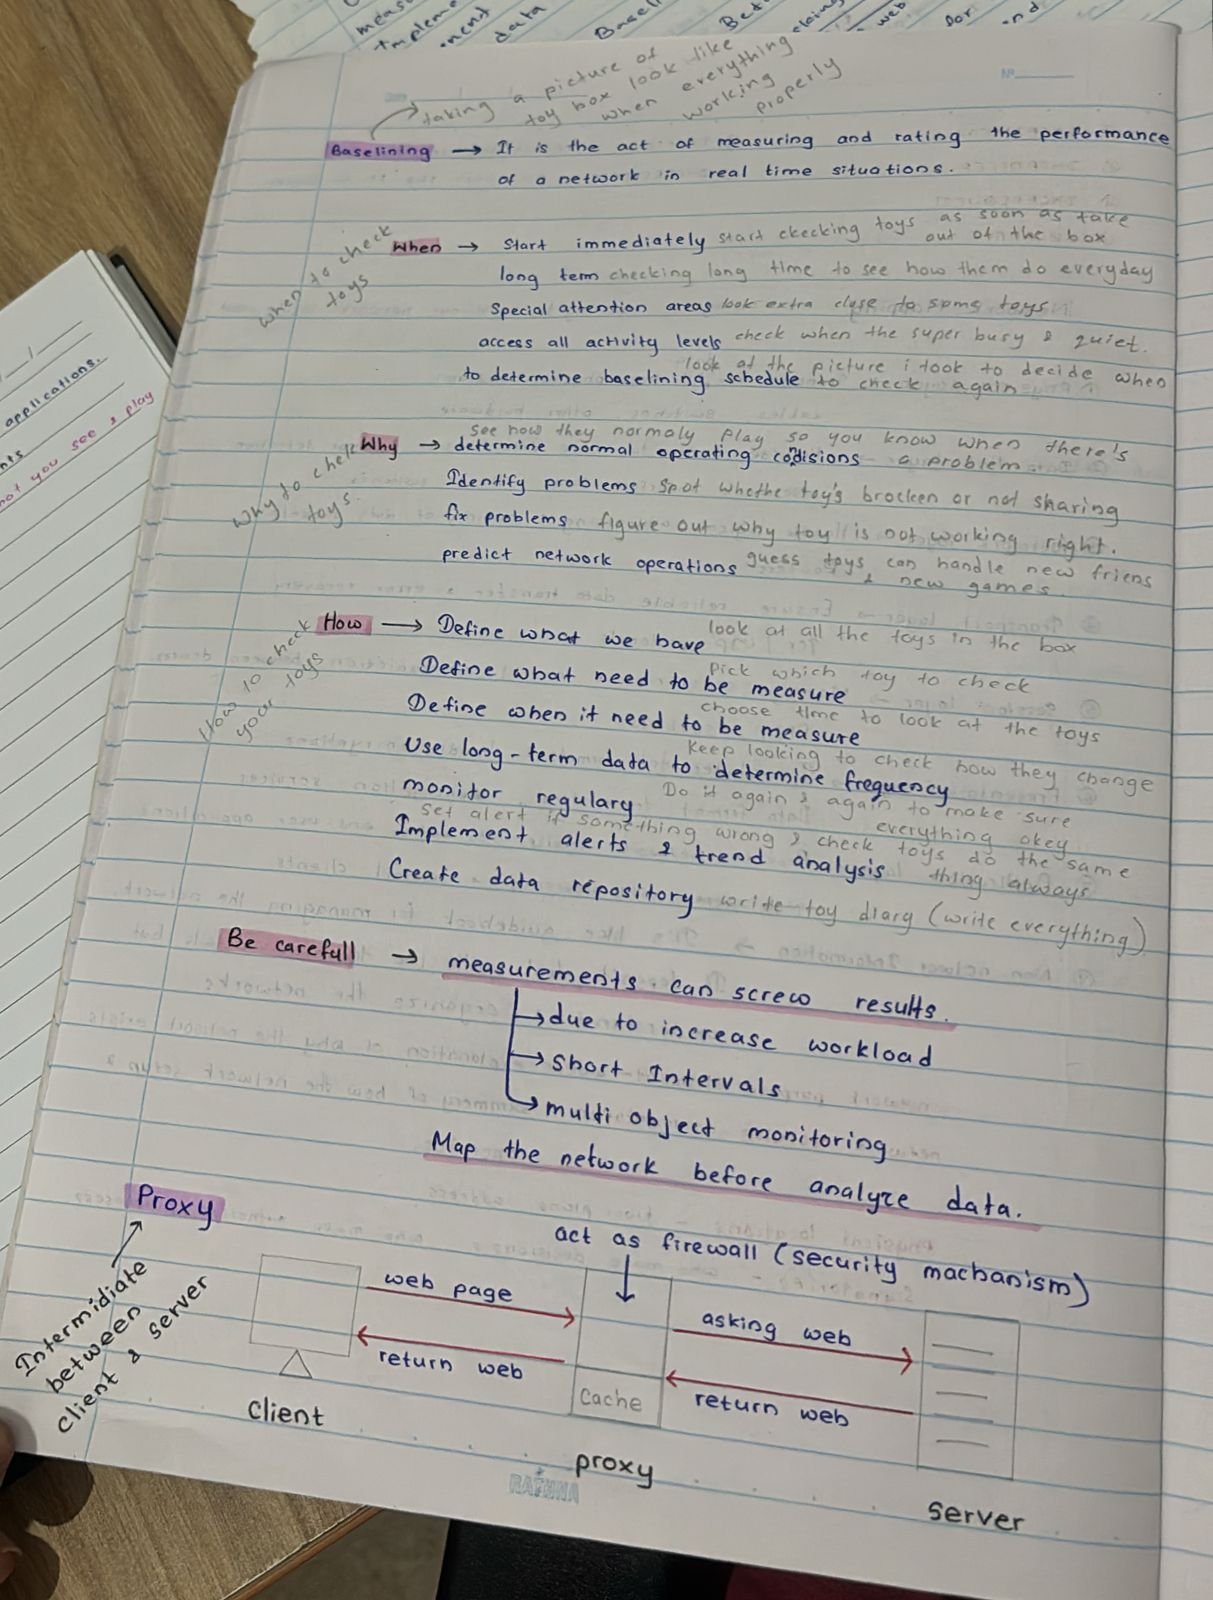 taking a picture of
toy box look like
when everything
working
properly
Nº
Baselining → It is the act of measuring and rating the performance
of a network in real time situations.
when to check
toys
When → Start immediately start ckecking toys as soon as take
out of the box
long term checking long time to see how them do everyday
Special attention areas look extra close to some toys
access all activity levels check when the super busy & quiet.
look at the picture i took to decide when
to determine baselining schedule to check again
why to chek
toys
see how they normoly play so you know when there's
Why → determine normal operating condisions a problem
Identify problems spot whethe toy's brocken or not sharing
fix problems figure out why toy is not working right.
predict network operations guess toys can handle new friens
& new games
How to check
your toys
How → Define what we have look at all the toys in the box
Define what need to be measure pick which toy to check
Define when it need to be measure choose time to look at the toys
Use long-term data to determine frequency keep looking to check how they change
monitor regulary Do it again & again to make sure
everything okey
set alert if something wrong & check toys do the same
Implement alerts & trend analysis thing always
Create data repository write toy diary (write everything)
Be carefull → measurements can screw results.
→ due to increase workload
→ Short Intervals
→ multi object monitoring
Map the network before analyze data.
Proxy
Intermidiate
between
client & server
act as firewall (security machanism)
web page
return web
asking web
return web
Cache
client
proxy
server
RATHNA
applications.
not you see & play